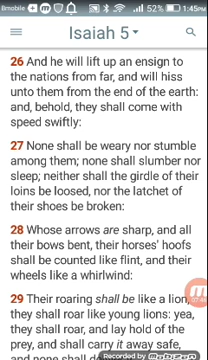 8mobile 52% 1:45PM
Isaiah 5
26 And he will lift up an ensign to
the nations from far, and will hiss
unto them from the end of the earth:
and, behold, they shall come with
speed swiftly:
27 None shall be weary nor stumble
among them; none shall slumber nor
sleep; neither shall the girdle of their
loins be loosed, nor the latchet of
their shoes be broken:
28 Whose arrows are sharp, and all
their bows bent, their horses' hoofs
shall be counted like flint, and their
wheels like a whirlwind:
29 Their roaring shall be like a lion,
they shall roar like young lions: yea,
they shall roar, and lay hold of the
prey, and shall carry it away safe,
and none shall
Recorded by Mobizen